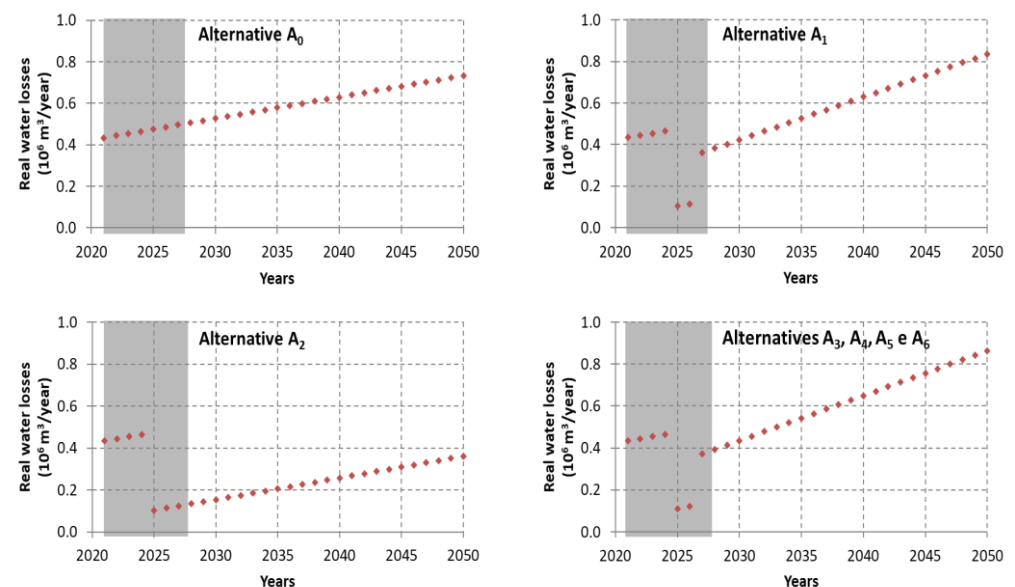 Alternative A₀
Real water losses
(10⁶ m³/year)
1.0
0.8
0.6
0.4
0.2
0.0
2020 2025 2030 2035 2040 2045 2050
Years
Alternative A₁
Real water losses
(10⁶ m³/year)
1.0
0.8
0.6
0.4
0.2
0.0
2020 2025 2030 2035 2040 2045 2050
Years
Alternative A₂
Real water losses
(10⁶ m³/year)
1.0
0.8
0.6
0.4
0.2
0.0
2020 2025 2030 2035 2040 2045 2050
Years
Alternatives A₃, A₄, A₅ e A₆
Real water losses
(10⁶ m³/year)
1.0
0.8
0.6
0.4
0.2
0.0
2020 2025 2030 2035 2040 2045 2050
Years